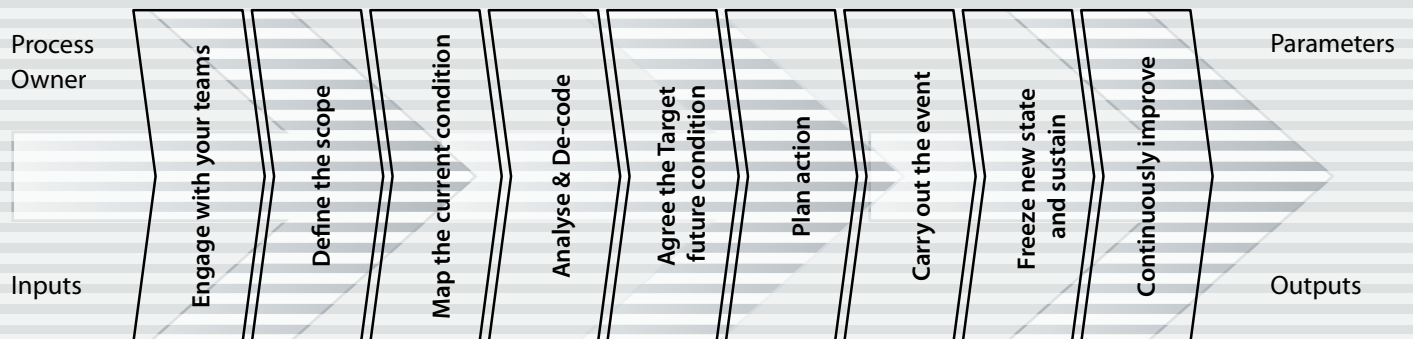 Process
Owner
Inputs
Engage with your teams
Define the scope
Map the current condition
Analyse & De-code
Agree the Target
future condition
Plan action
Carry out the event
Freeze new state
and sustain
Continuously improve
Parameters
Outputs